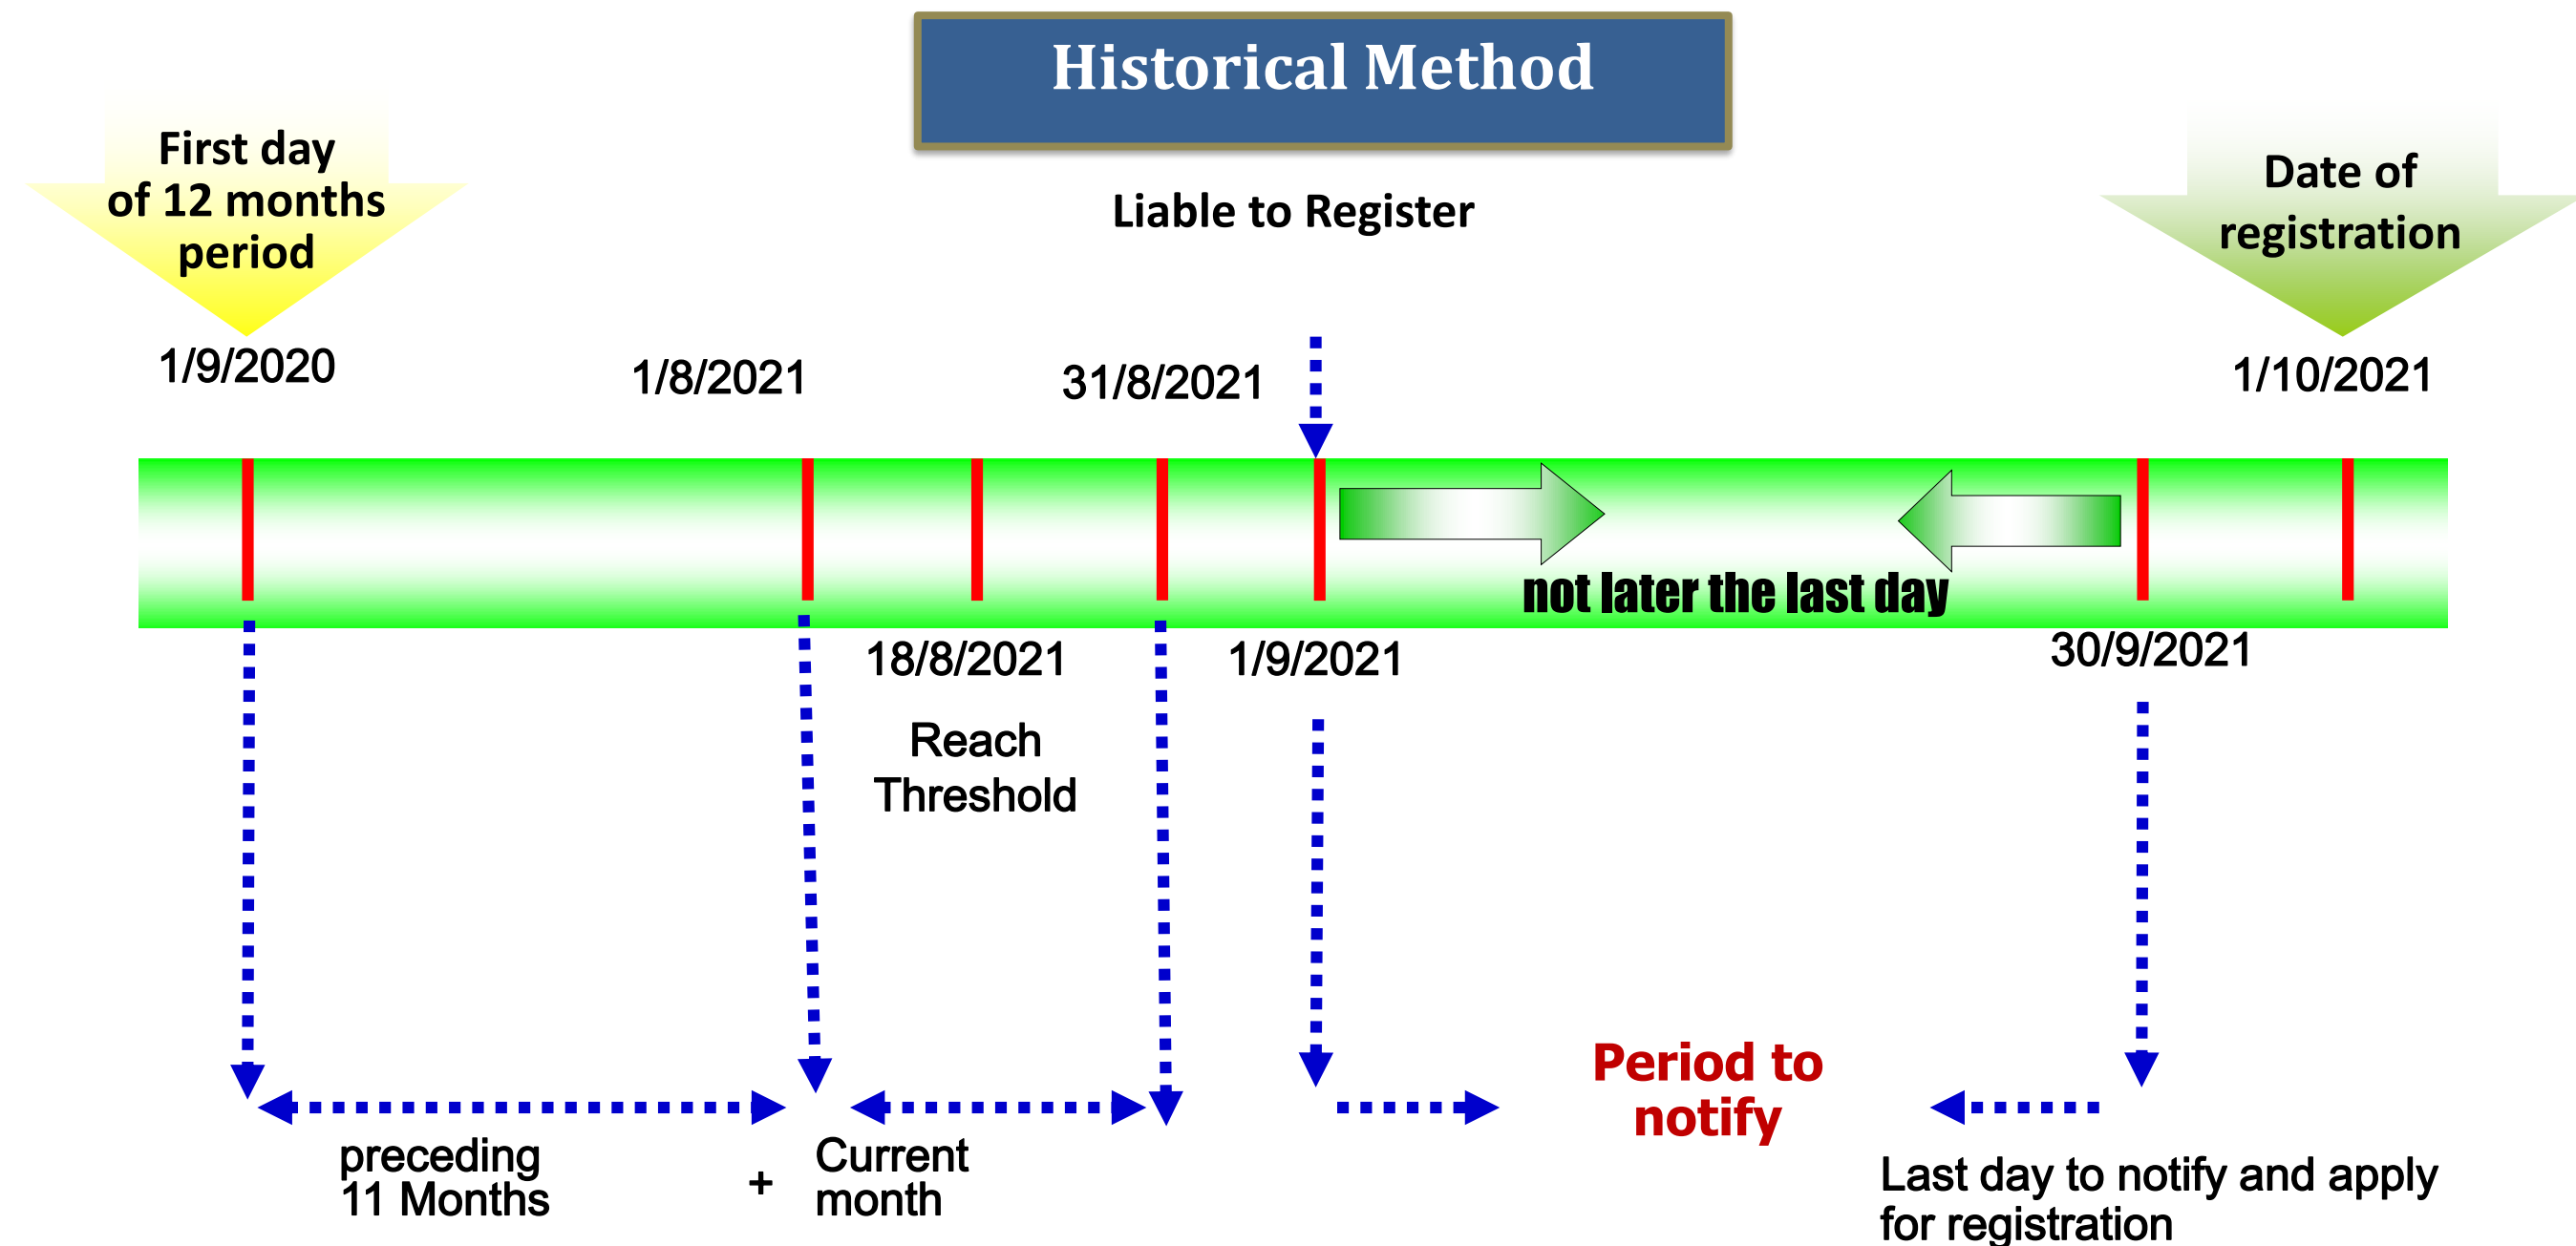 Historical Method
First day
of 12 months
period
Liable to Register
Date of
registration
1/9/2020
1/8/2021
31/8/2021
1/10/2021
not later the last day
18/8/2021
1/9/2021
30/9/2021
Reach
Threshold
Period to
notify
preceding
11 Months
+
Current
month
Last day to notify and apply
for registration